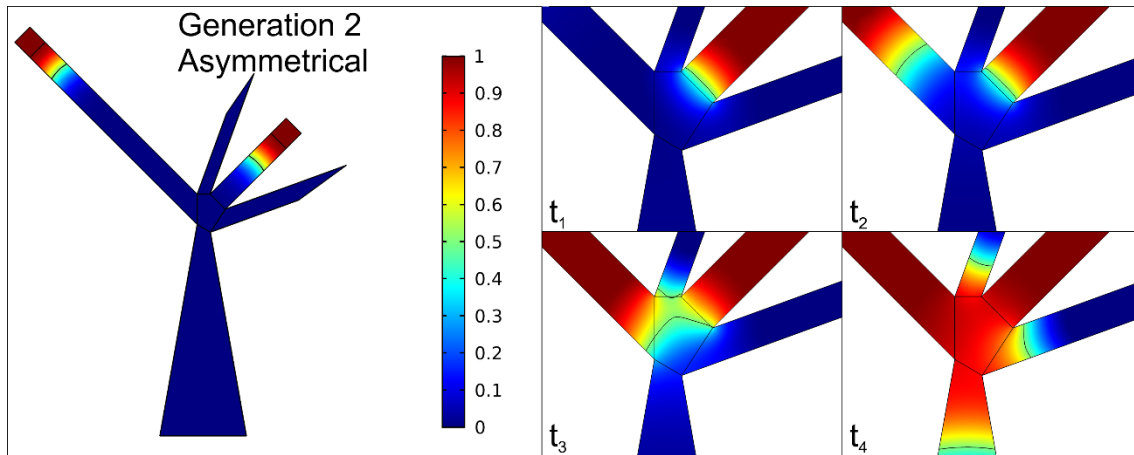 Generation 2
Asymmetrical
1
0.9
0.8
0.7
0.6
0.5
0.4
0.3
0.2
0.1
0
t₁
t₂
t₃
t₄